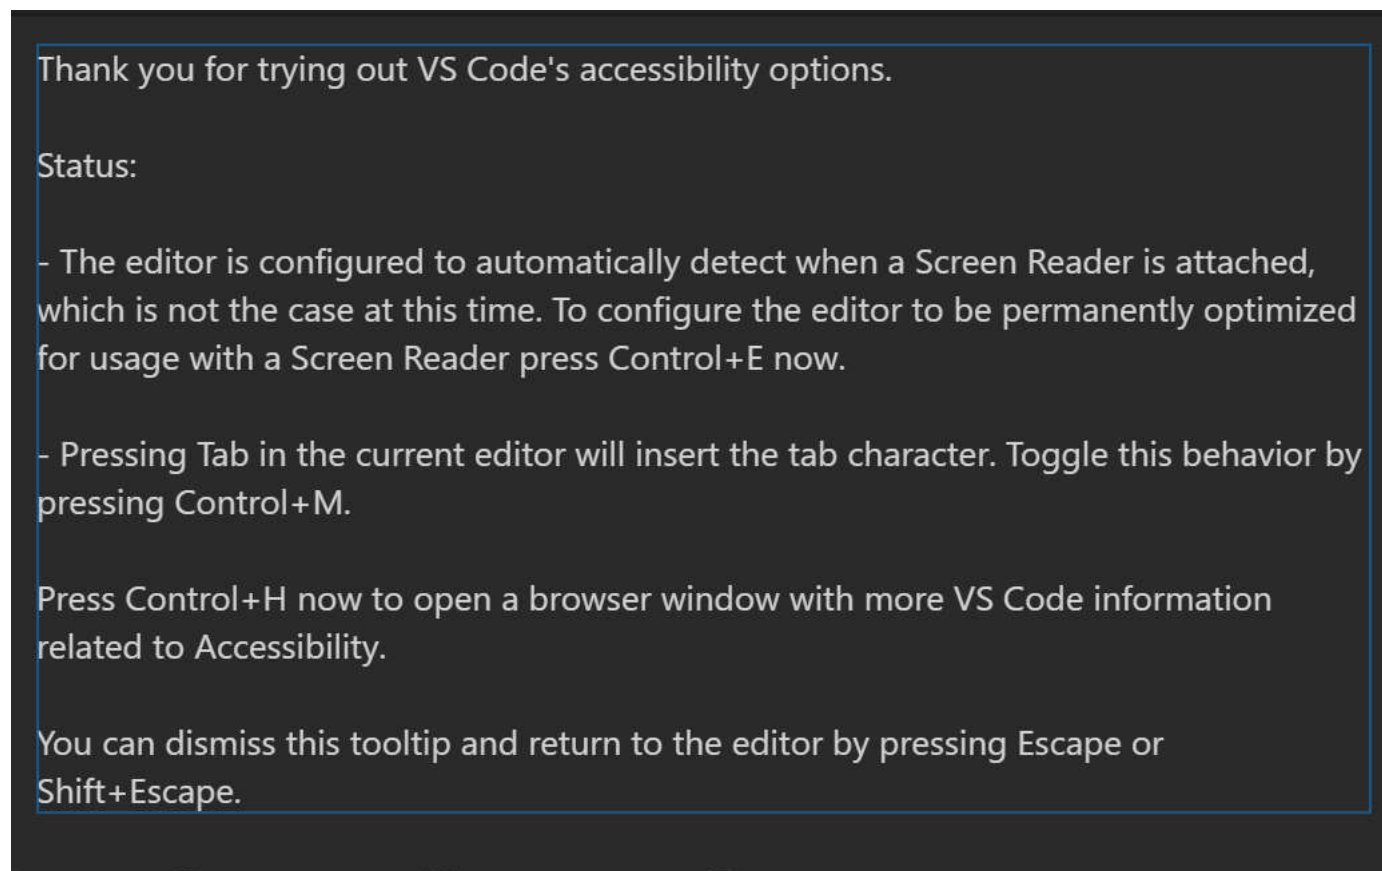 Thank you for trying out VS Code's accessibility options.
Status:
- The editor is configured to automatically detect when a Screen Reader is attached,
which is not the case at this time. To configure the editor to be permanently optimized
for usage with a Screen Reader press Control+E now.
- Pressing Tab in the current editor will insert the tab character. Toggle this behavior by
pressing Control+M.
Press Control+H now to open a browser window with more VS Code information
related to Accessibility.
You can dismiss this tooltip and return to the editor by pressing Escape or
Shift+Escape.